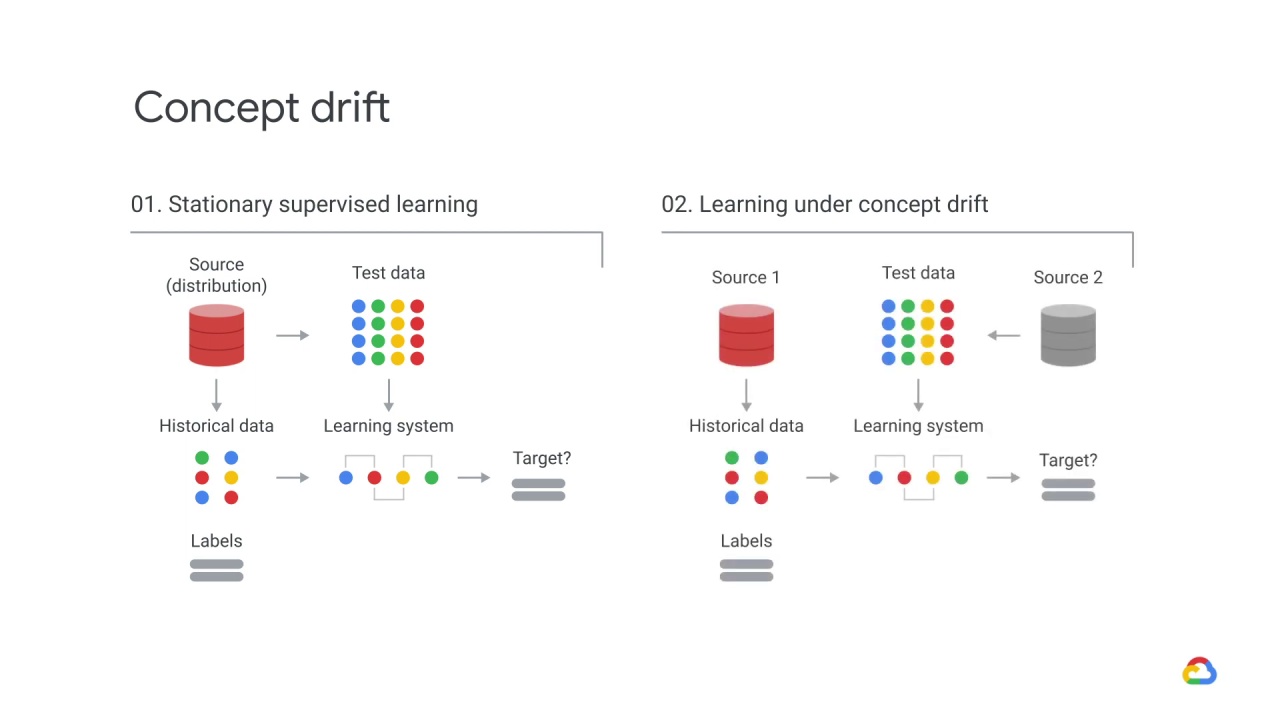 Concept drift
01. Stationary supervised learning
Source
(distribution)
Test data
Historical data
Learning system
Target?
Labels
02. Learning under concept drift
Source 1
Test data
Source 2
Historical data
Learning system
Target?
Labels